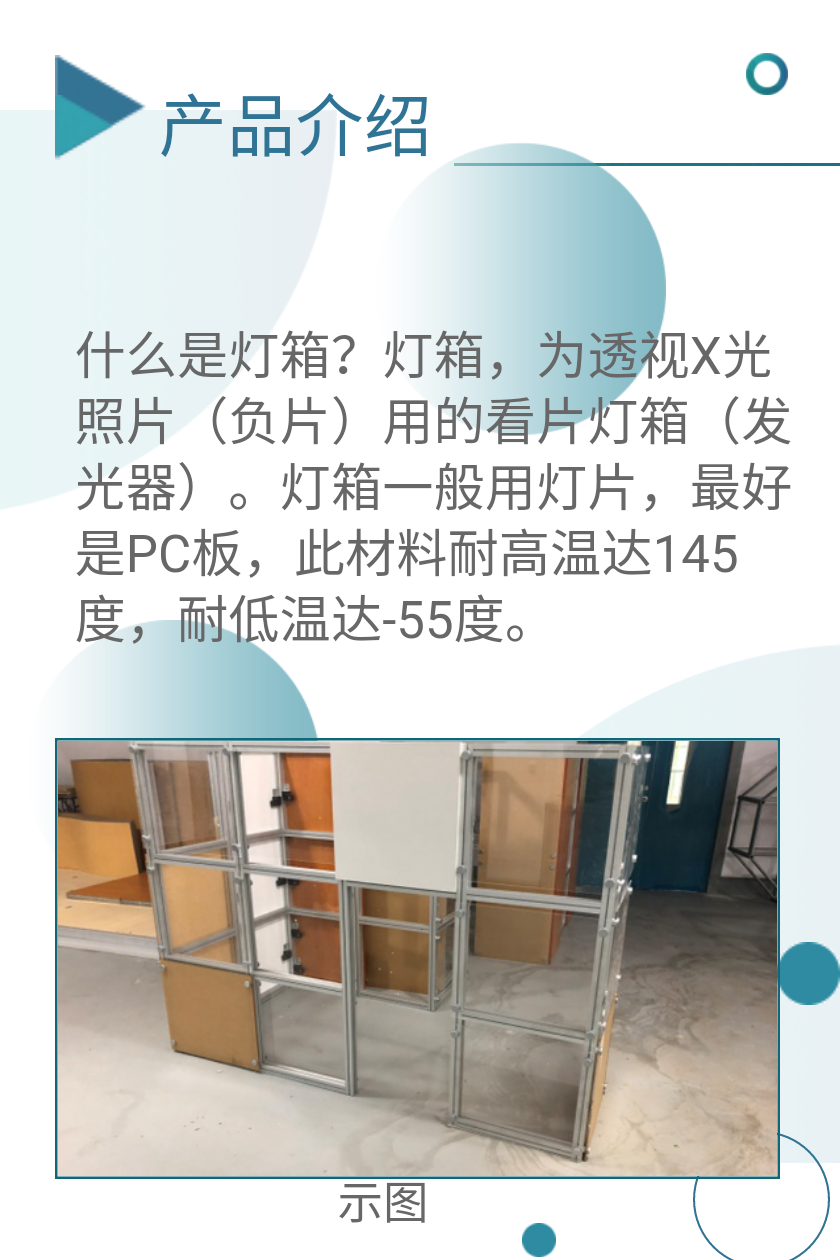 产品介绍
什么是灯箱？灯箱，为透视X光
照片（负片）用的看片灯箱（发
光器）。灯箱一般用灯片，最好
是PC板，此材料耐高温达145
度，耐低温达-55度。
示图